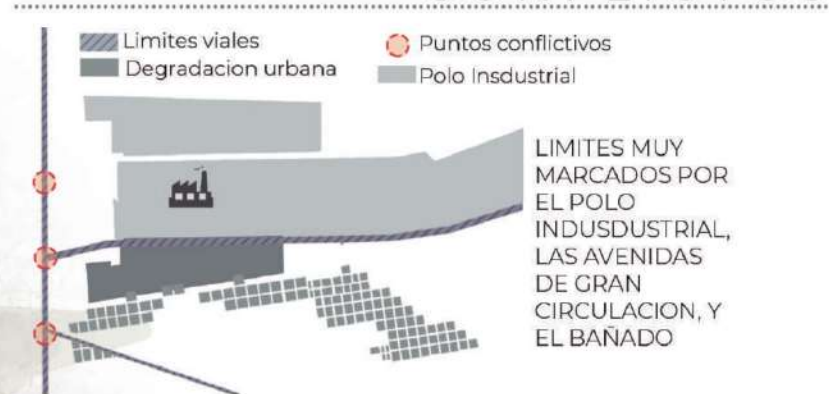 Limites viales
Puntos conflictivos
Degradacion urbana
Polo Insdustrial
LIMITES MUY
MARCADOS POR
EL POLO
INDUSDUSTRIAL,
LAS AVENIDAS
DE GRAN
CIRCULACION, Y
EL BAÑADO